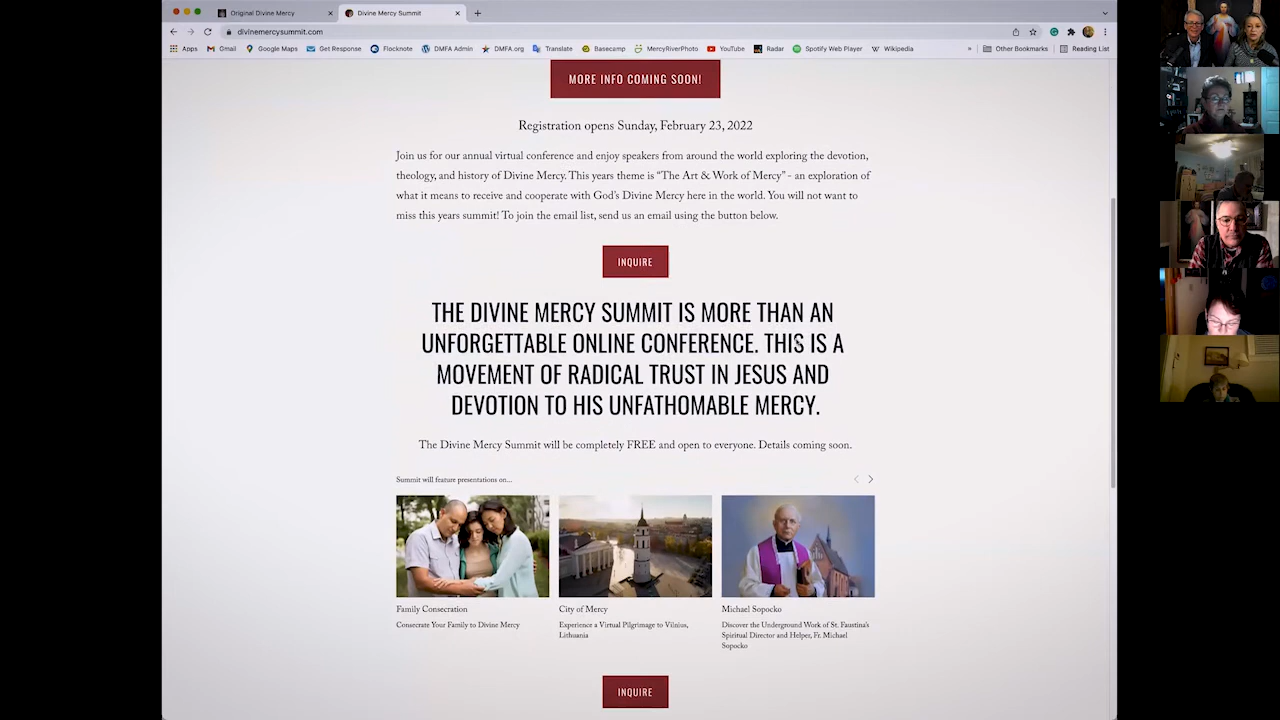 Original Divine Mercy
Divine Mercy Summit
divinemercysummit.com
Apps
Gmail
Google Maps
Get Response
Flocknote
DMFA Admin
DMFA.org
Translate
Basecamp
MercyRiverPhoto
YouTube
Radar
Spotify Web Player
Wikipedia
»
Other Bookmarks
Reading List
MORE INFO COMING SOON!
Registration opens Sunday, February 23, 2022
Join us for our annual virtual conference and enjoy speakers from around the world exploring the devotion,
theology, and history of Divine Mercy. This years theme is “The Art & Work of Mercy” - an exploration of
what it means to receive and cooperate with God’s Divine Mercy here in the world. You will not want to
miss this years summit! To join the email list, send us an email using the button below.
INQUIRE
THE DIVINE MERCY SUMMIT IS MORE THAN AN
UNFORGETTABLE ONLINE CONFERENCE. THIS IS A
MOVEMENT OF RADICAL TRUST IN JESUS AND
DEVOTION TO HIS UNFATHOMABLE MERCY.
The Divine Mercy Summit will be completely FREE and open to everyone. Details coming soon.
Summit will feature presentations on...
Family Consecration
Consecrate Your Family to Divine Mercy
City of Mercy
Experience a Virtual Pilgrimage to Vilnius,
Lithuania
Michael Sopocko
Discover the Underground Work of St. Faustina's
Spiritual Director and Helper, Fr. Michael
Sopocko
INQUIRE